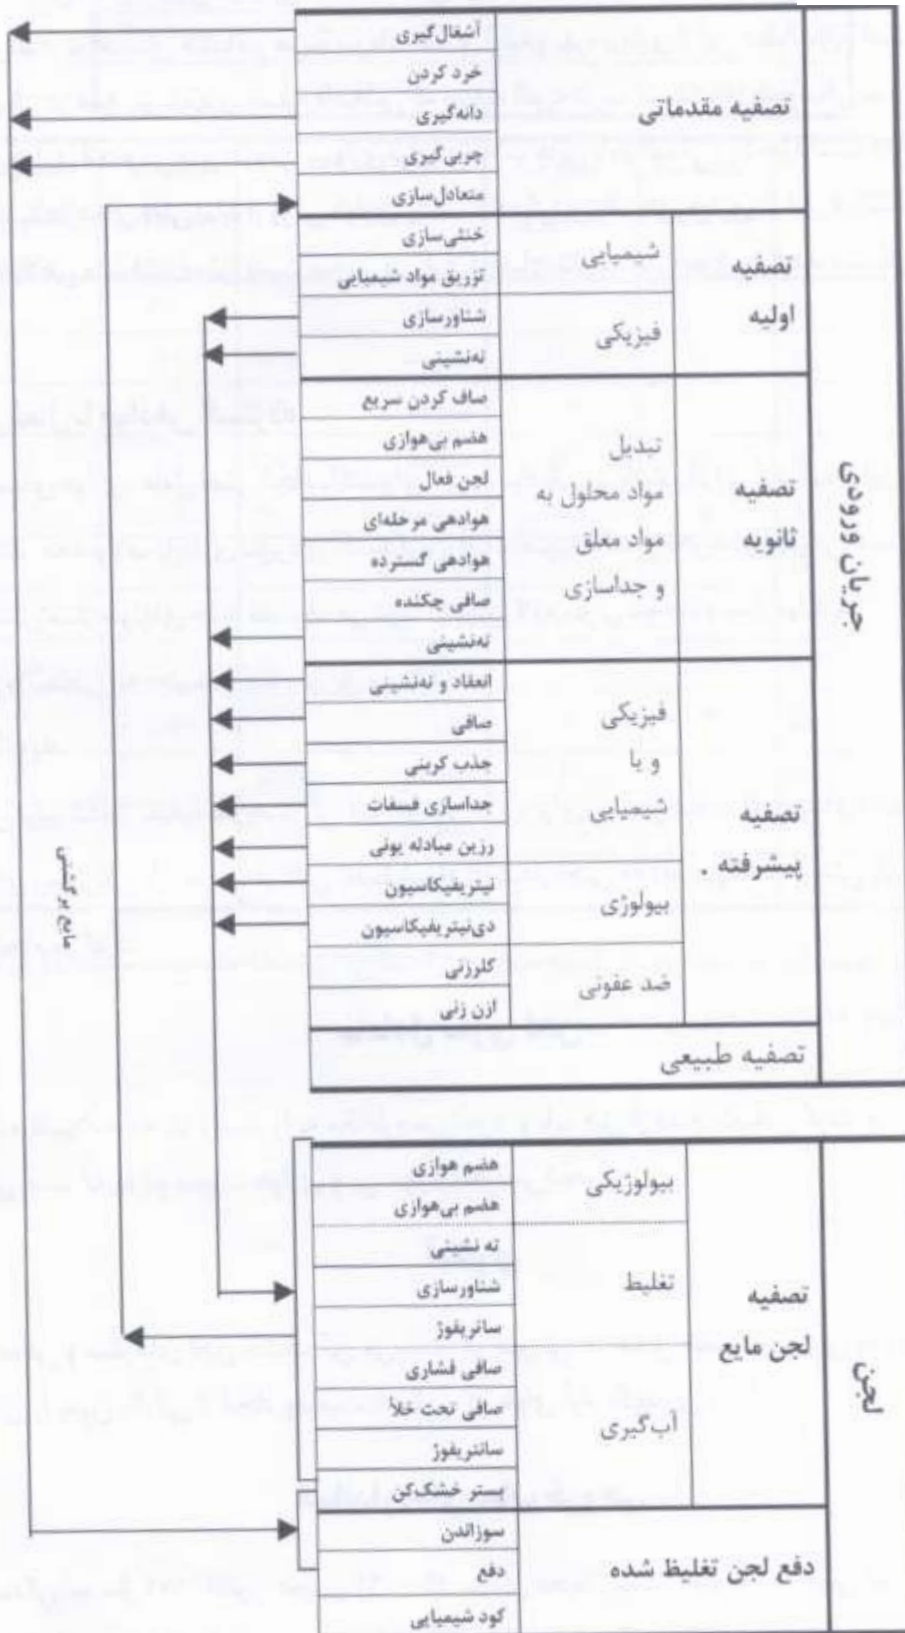 جریان ورودی
تصفیه مقدماتی
آشغال‌گیری
خرد کردن
دانه‌گیری
چربی‌گیری
متعادل‌سازی
تصفیه
اولیه
شیمیایی
خنثی‌سازی
تزریق مواد شیمیایی
فیزیکی
شناورسازی
ته‌نشینی
تصفیه
ثانویه
تبدیل
مواد محلول به
مواد معلق
و جداسازی
صاف کردن سریع
هضم بی‌هوازی
لجن فعال
هوادهی مرحله‌ای
هوادهی گسترده
صافی چکنده
ته‌نشینی
تصفیه
پیشرفته .
فیزیکی
و یا
شیمیایی
انعقاد و ته‌نشینی
صافی
جذب کربنی
جداسازی فسفات
رزین مبادله یونی
بیولوژی
نیتریفیکاسیون
دی‌نیتریفیکاسیون
ضد عفونی
کلرزنی
ازن زنی
تصفیه طبیعی
مایع برگشتی
لجن
تصفیه
لجن مایع
بیولوژیکی
هضم هوازی
هضم بی‌هوازی
تغلیظ
ته نشینی
شناورسازی
سانریفوژ
آب‌گیری
صافی فشاری
صافی تحت خلأ
سانتریفوژ
بستر خشک‌کن
دفع لجن تغلیظ شده
سوزاندن
دفع
کود شیمیایی